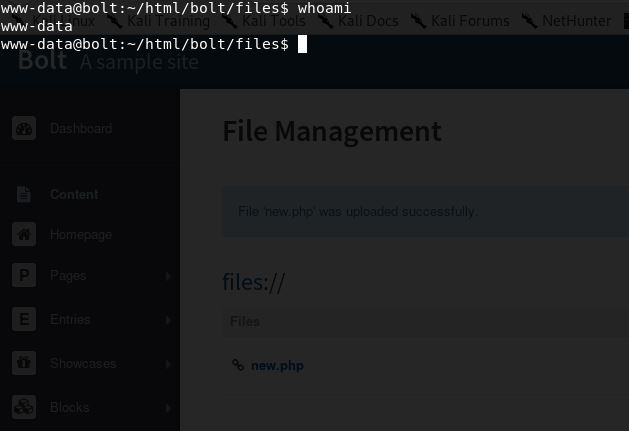 www-data@bolt:~/html/bolt/files$ whoami
Kali Linux Kali Training Kali Tools Kali Docs Kali Forums NetHunter
www-data
www-data@bolt:~/html/bolt/files$
Bolt A sample site
Dashboard
File Management
Content
File 'new.php' was uploaded successfully.
Homepage
P Pages
files://
E Entries
Files
Showcases
new.php
Blocks